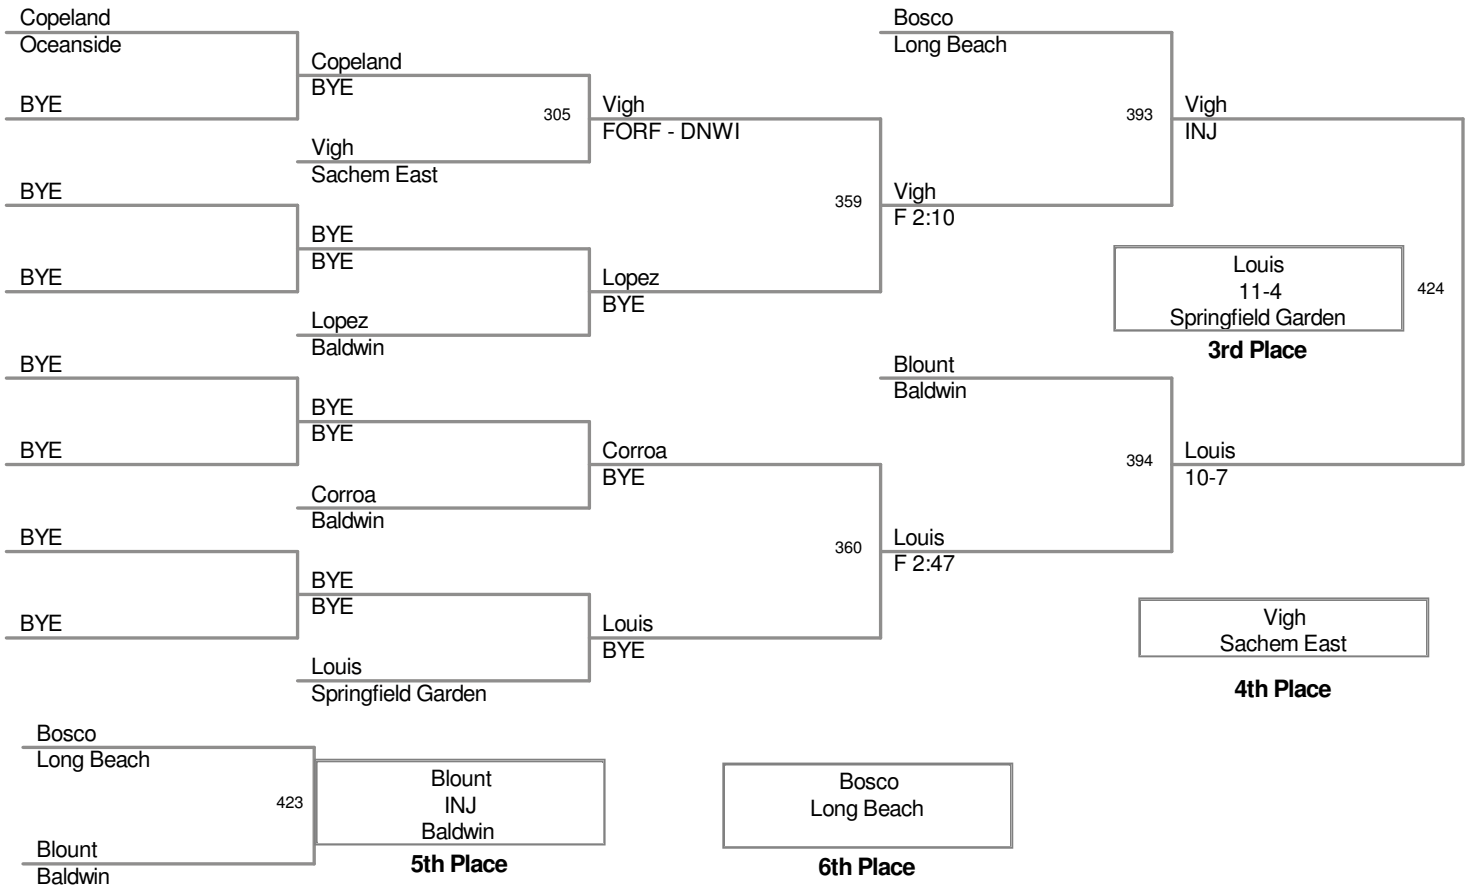 Copeland
Oceanside
BYE
BYE
BYE
BYE
BYE
BYE
BYE
Copeland
BYE
305
Vigh
Sachem East
BYE
BYE
Lopez
Baldwin
BYE
BYE
Corroa
Baldwin
BYE
BYE
Louis
Springfield Garden
Vigh
FORF - DNWI
359
Lopez
BYE
Corroa
BYE
360
Louis
BYE
Bosco
Long Beach
393
Vigh
F 2:10
Blount
Baldwin
394
Louis
F 2:47
Vigh
INJ
Louis
11-4
Springfield Garden
424
3rd Place
Louis
10-7
Vigh
Sachem East
4th Place
Bosco
Long Beach
423
Blount
Baldwin
Blount
INJ
Baldwin
5th Place
Bosco
Long Beach
6th Place